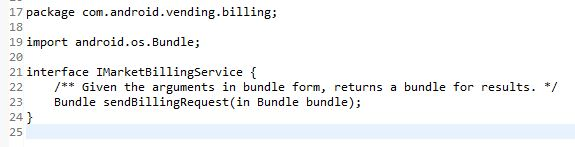 17 package com.android.vending.billing;
18
19 import android.os.Bundle;
20
21 interface IMarketBillingService {
22     /** Given the arguments in bundle form, returns a bundle for results. */
23     Bundle sendBillingRequest(in Bundle bundle);
24 }
25